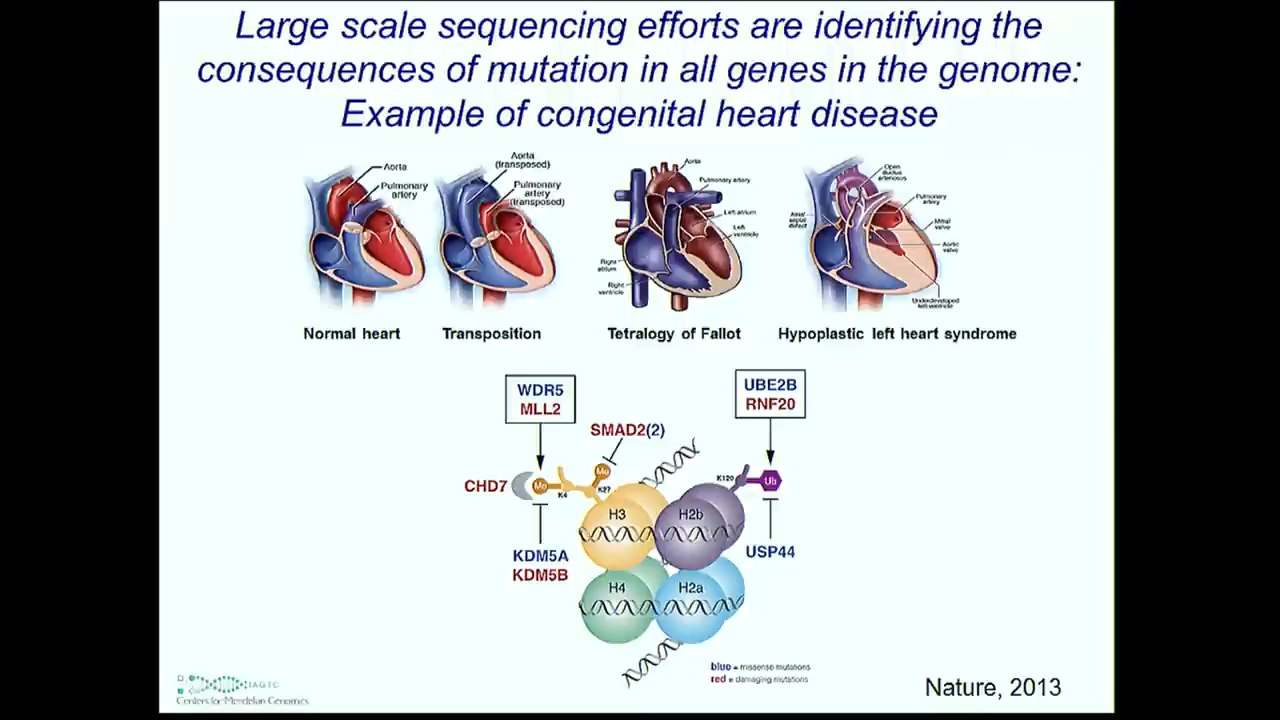 Large scale sequencing efforts are identifying the
consequences of mutation in all genes in the genome:
Example of congenital heart disease
Aorta
Pulmonary
artery
Aorta
(transposed)
Pulmonary
artery
(transposed)
Aorta
Pulmonary artery
Left atrium
Left
ventricle
Right
atrium
Right
ventricle
Open
ductus
arteriosus
Pulmonary
artery
Mitral
valve
Aortic
valve
Atrial
septal
defect
Underdeveloped
left ventricle
Normal heart
Transposition
Tetralogy of Fallot
Hypoplastic left heart syndrome
WDR5
MLL2
SMAD2(2)
UBE2B
RNF20
CHD7
Me
K4
Me
K27
K120
Ub
H3
H2b
KDM5A
KDM5B
USP44
H4
H2a
blue = missense mutations
red = damaging mutations
Centers for Mendelian Genomics
Nature, 2013